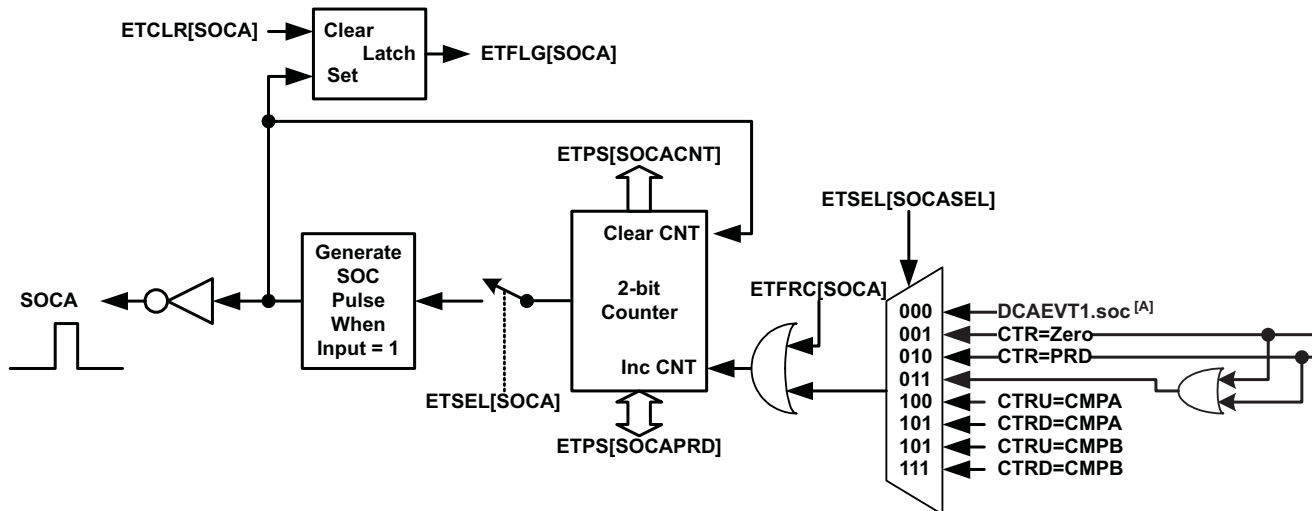 ETCLR[SOCA]
Clear
Latch
Set
ETFLG[SOCA]
ETPS[SOCACNT]
ETSEL[SOCASEL]
Clear CNT
2-bit
Counter
Inc CNT
Generate
SOC
Pulse
When
Input = 1
SOCA
ETSEL[SOCA]
ETPS[SOCAPRD]
ETFRC[SOCA]
000 DCAEVT1.soc [A]
001 CTR=Zero
010 CTR=PRD
011
100 CTRU=CMPA
101 CTRD=CMPA
101 CTRU=CMPB
111 CTRD=CMPB